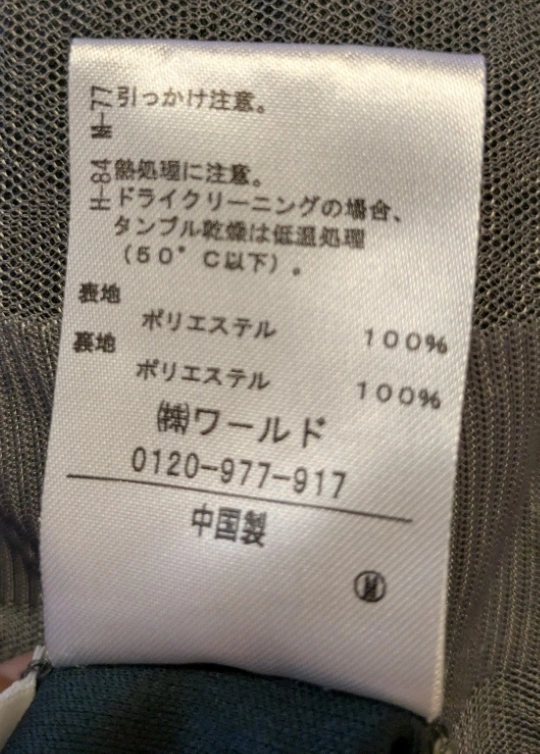 H-77 引っかけ注意。
H-84 熱処理に注意。
ドライクリーニングの場合、
タンブル乾燥は低温処理
（50°C以下）。
表地
ポリエステル 100%
裏地
ポリエステル 100%
㈱ワールド
0120-977-917
中国製